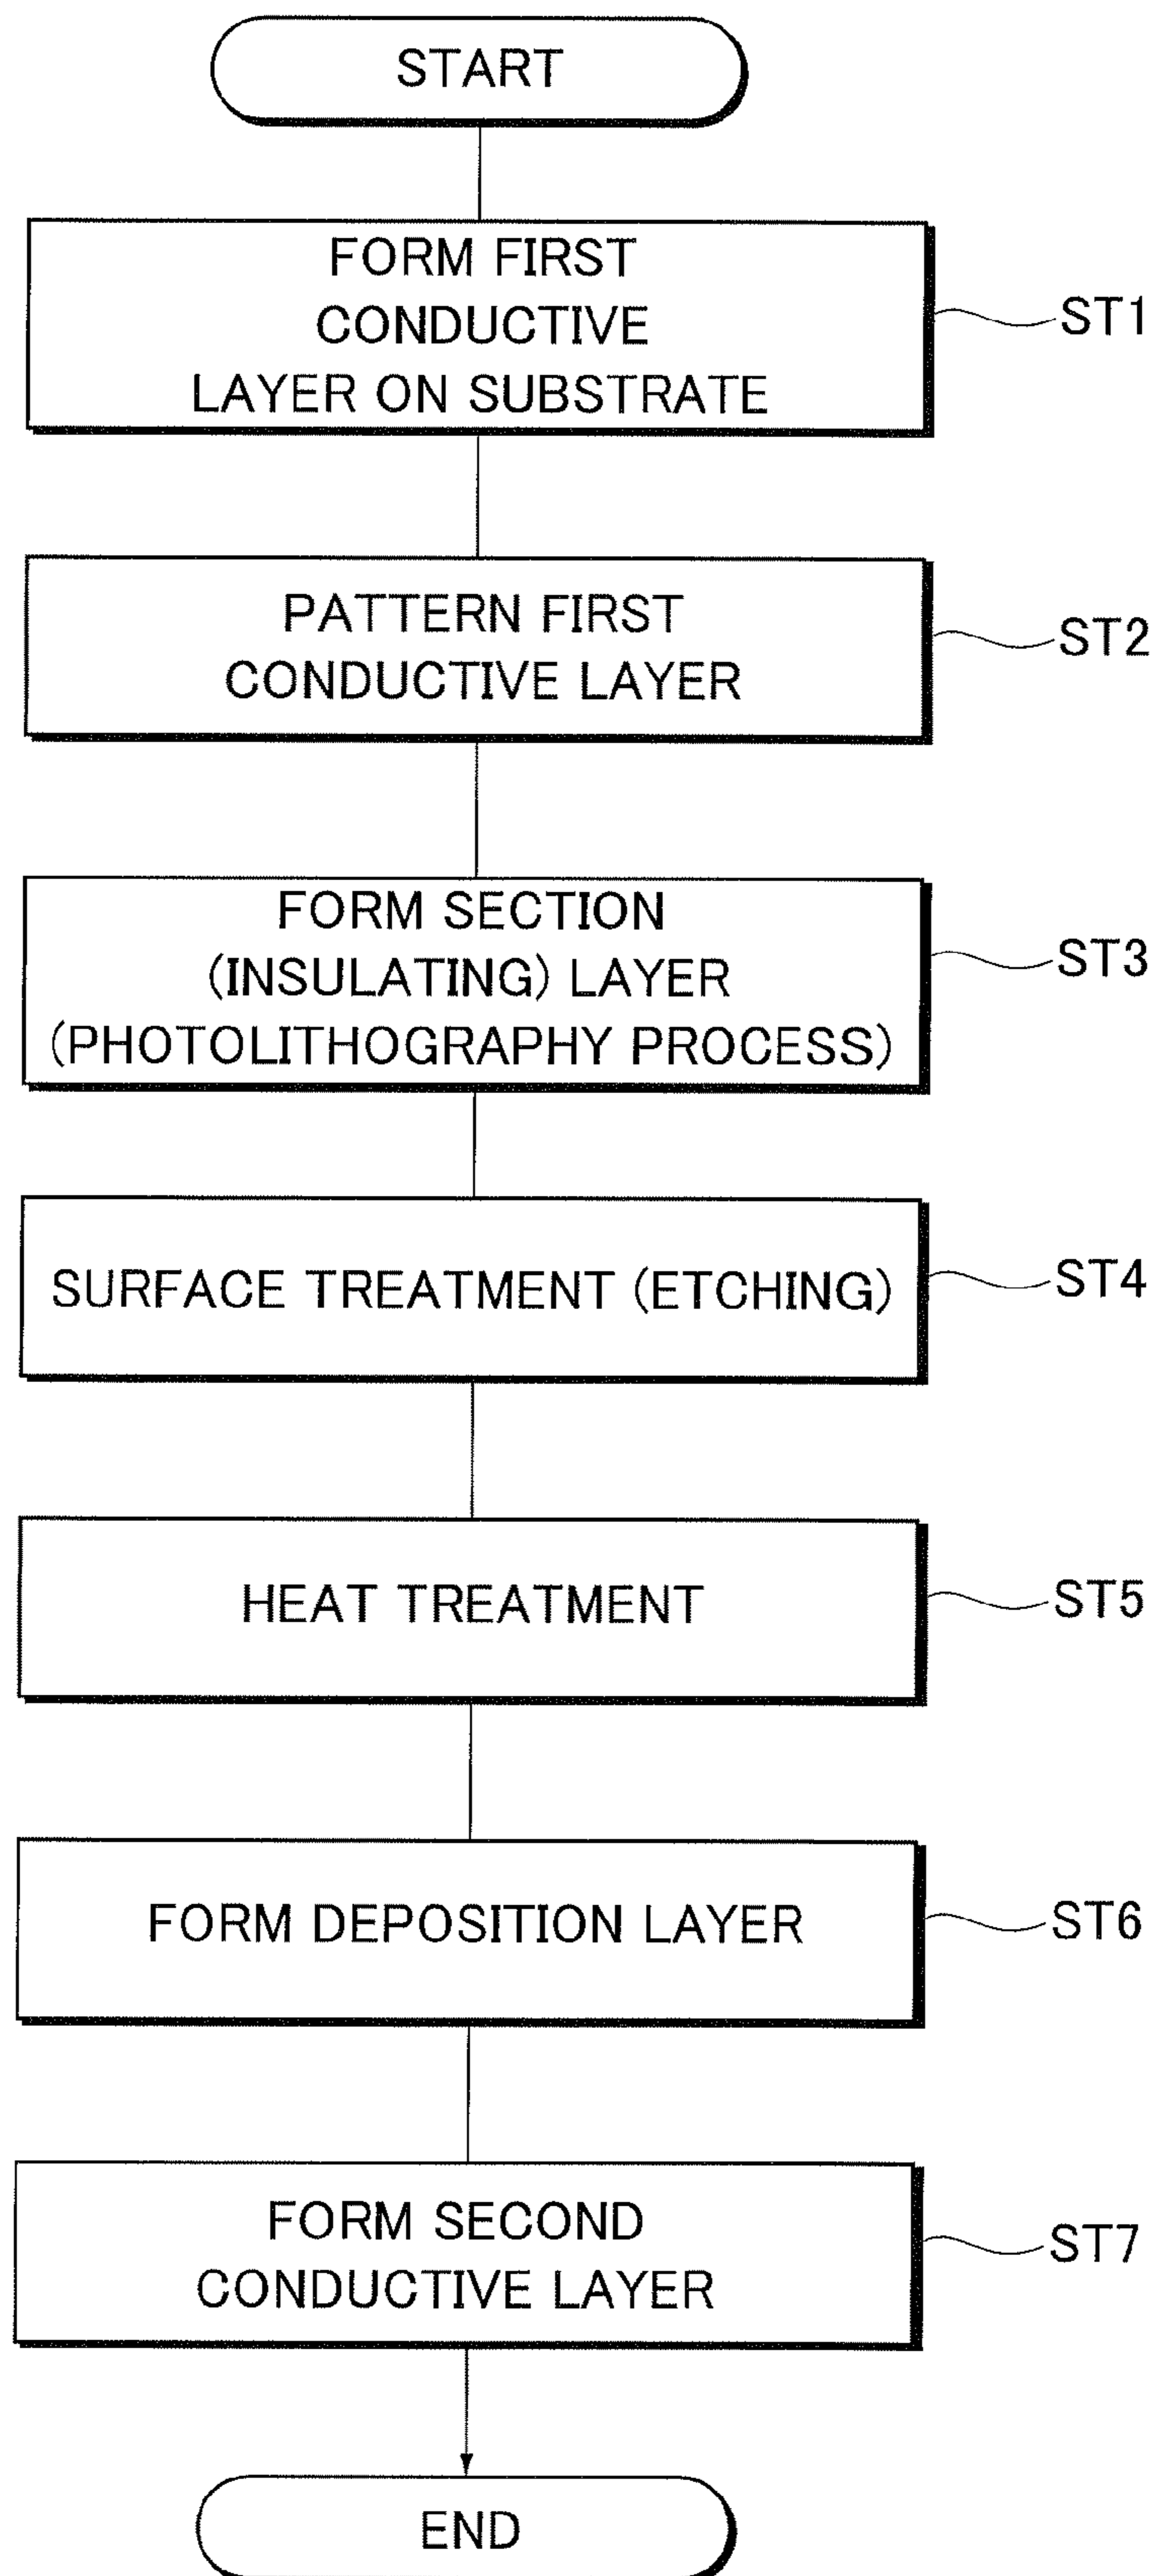 START
FORM FIRST
CONDUCTIVE
LAYER ON SUBSTRATE
ST1
PATTERN FIRST
CONDUCTIVE LAYER
ST2
FORM SECTION
(INSULATING) LAYER
(PHOTOLITHOGRAPHY PROCESS)
ST3
SURFACE TREATMENT (ETCHING)
ST4
HEAT TREATMENT
ST5
FORM DEPOSITION LAYER
ST6
FORM SECOND
CONDUCTIVE LAYER
ST7
END